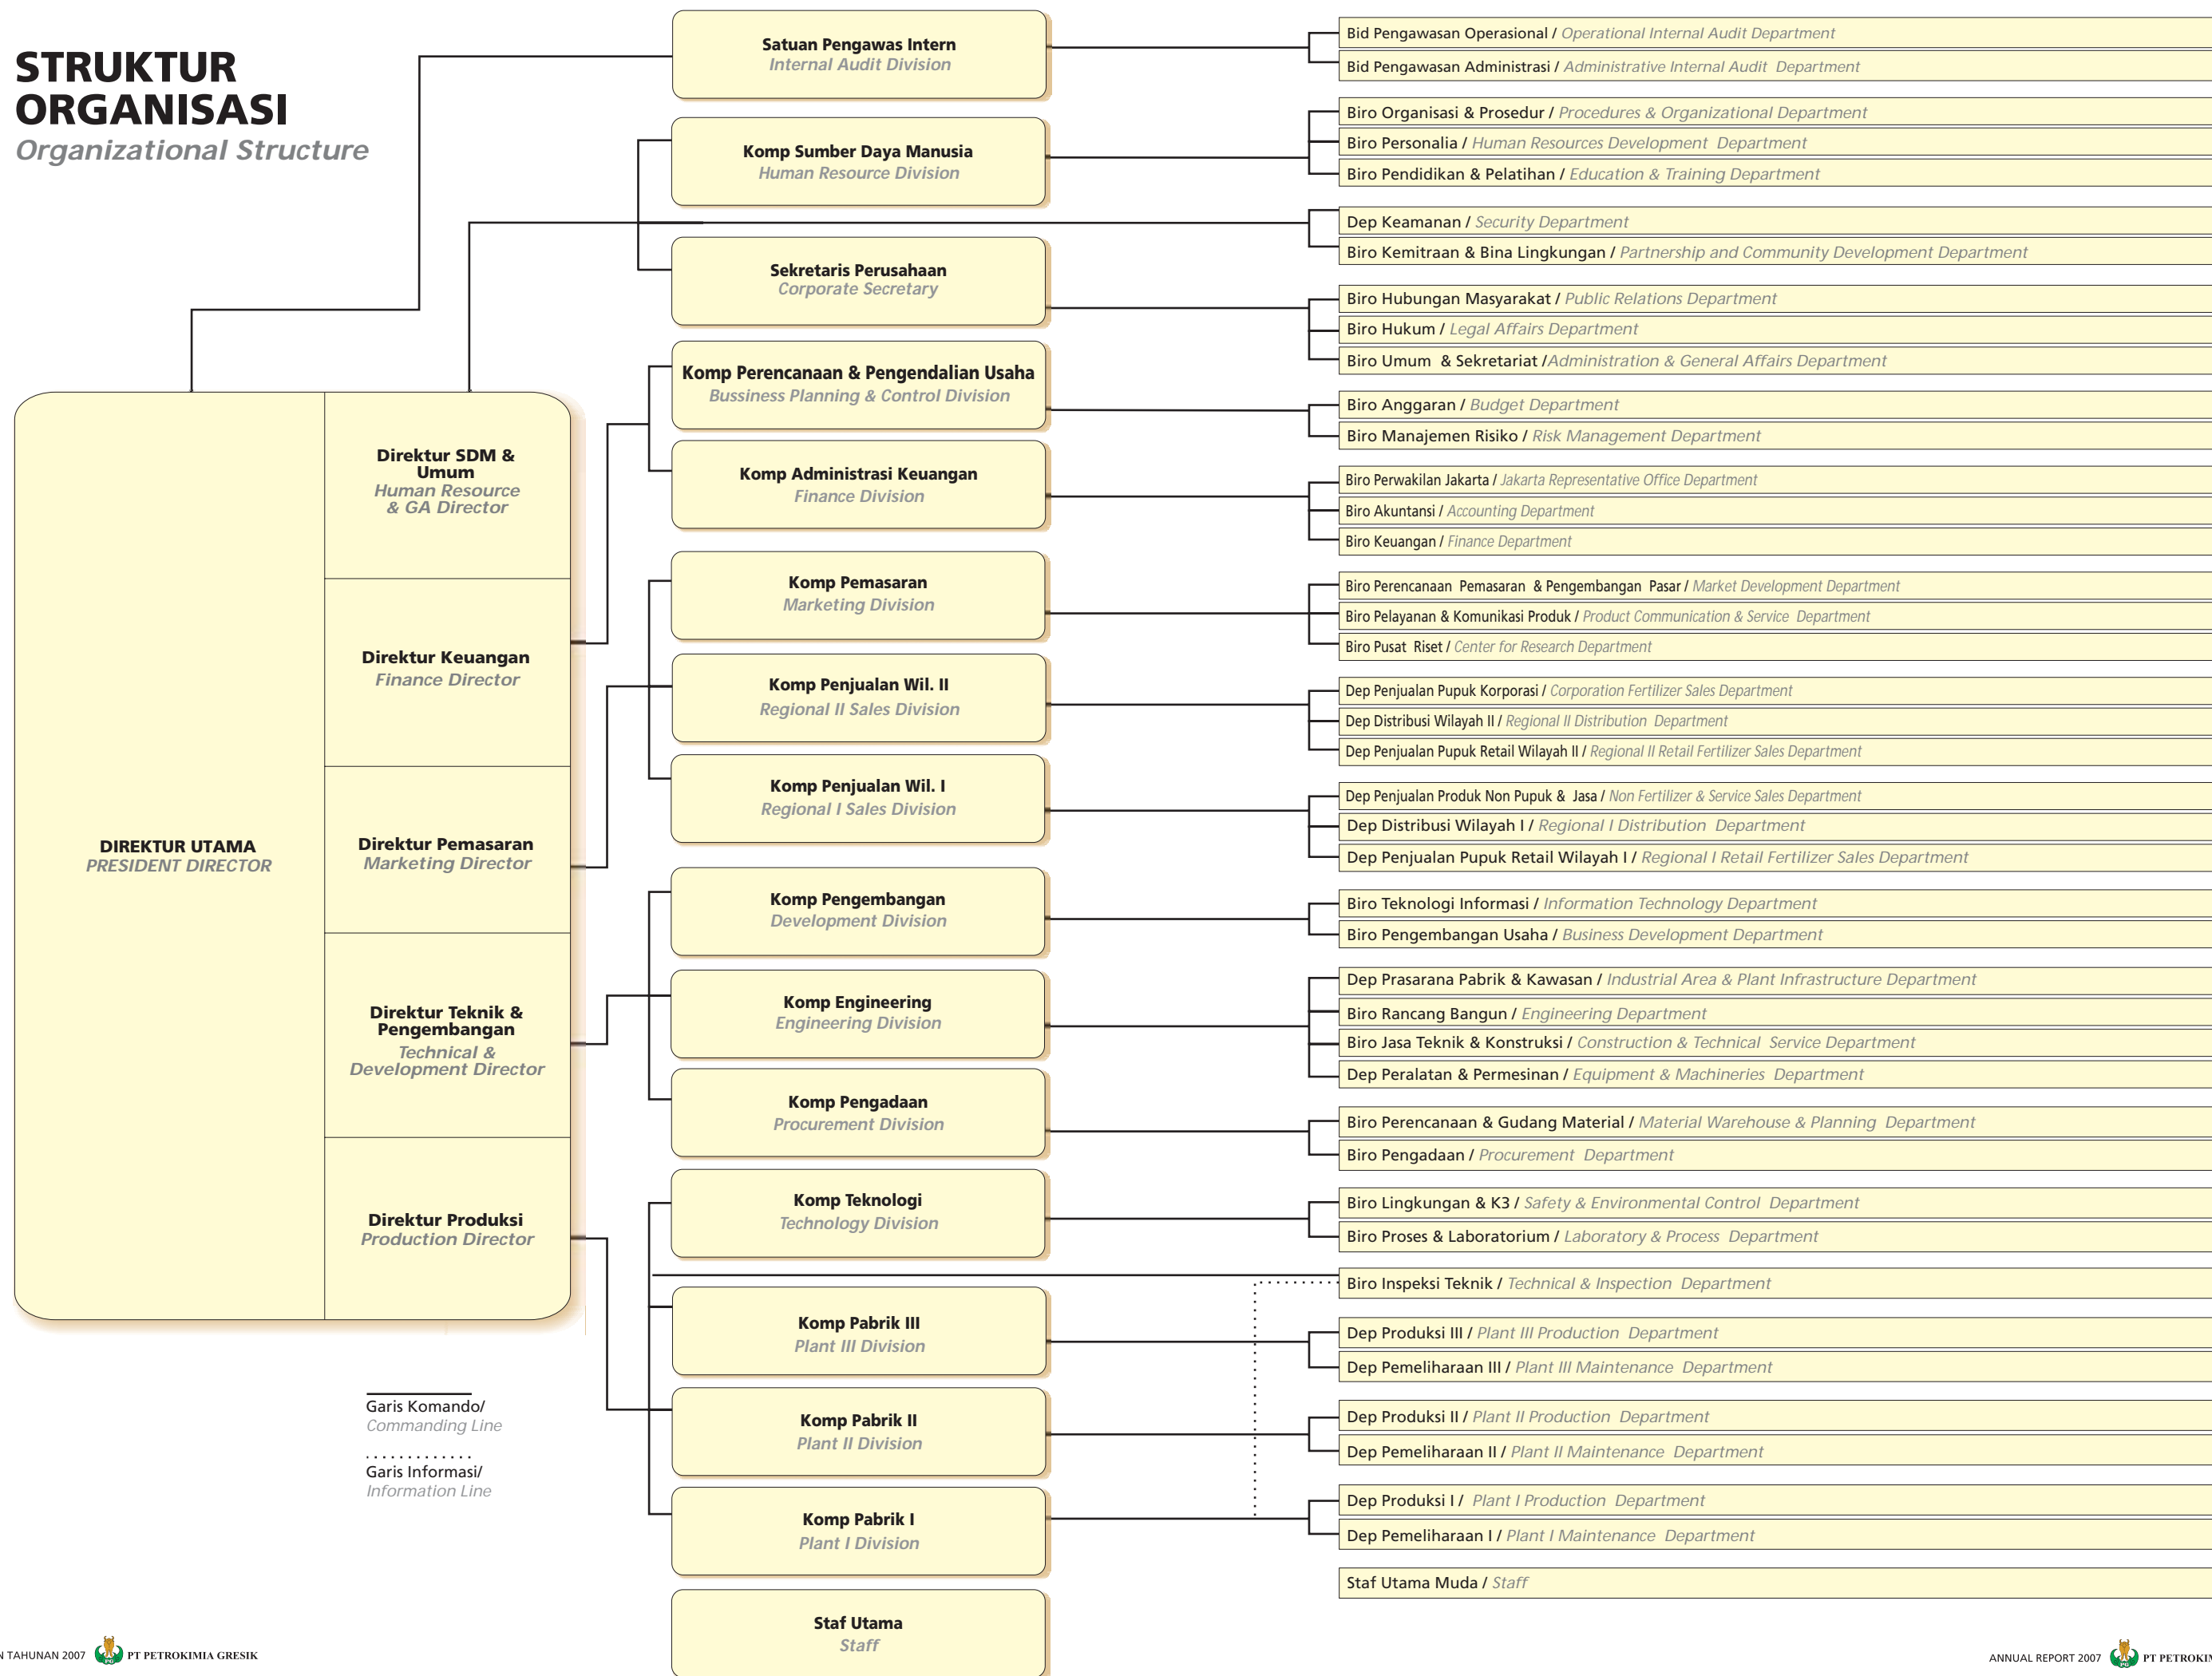 STRUKTUR
ORGANISASI
Organizational Structure
DIREKTUR UTAMA
PRESIDENT DIRECTOR
Direktur SDM &
Umum
Human Resource
& GA Director
Direktur Keuangan
Finance Director
Direktur Pemasaran
Marketing Director
Direktur Teknik &
Pengembangan
Technical &
Development Director
Direktur Produksi
Production Director
Garis Komando/
Commanding Line
Garis Informasi/
Information Line
Satuan Pengawas Intern
Internal Audit Division
Komp Sumber Daya Manusia
Human Resource Division
Sekretaris Perusahaan
Corporate Secretary
Komp Perencanaan & Pengendalian Usaha
Bussiness Planning & Control Division
Komp Administrasi Keuangan
Finance Division
Komp Pemasaran
Marketing Division
Komp Penjualan Wil. II
Regional II Sales Division
Komp Penjualan Wil. I
Regional I Sales Division
Komp Pengembangan
Development Division
Komp Engineering
Engineering Division
Komp Pengadaan
Procurement Division
Komp Teknologi
Technology Division
Komp Pabrik III
Plant III Division
Komp Pabrik II
Plant II Division
Komp Pabrik I
Plant I Division
Staf Utama
Staff
Bid Pengawasan Operasional / Operational Internal Audit Department
Bid Pengawasan Administrasi / Administrative Internal Audit Department
Biro Organisasi & Prosedur / Procedures & Organizational Department
Biro Personalia / Human Resources Development Department
Biro Pendidikan & Pelatihan / Education & Training Department
Dep Keamanan / Security Department
Biro Kemitraan & Bina Lingkungan / Partnership and Community Development Department
Biro Hubungan Masyarakat / Public Relations Department
Biro Hukum / Legal Affairs Department
Biro Umum & Sekretariat /Administration & General Affairs Department
Biro Anggaran / Budget Department
Biro Manajemen Risiko / Risk Management Department
Biro Perwakilan Jakarta / Jakarta Representative Office Department
Biro Akuntansi / Accounting Department
Biro Keuangan / Finance Department
Biro Perencanaan Pemasaran & Pengembangan Pasar / Market Development Department
Biro Pelayanan & Komunikasi Produk / Product Communication & Service Department
Biro Pusat Riset / Center for Research Department
Dep Penjualan Pupuk Korporasi / Corporation Fertilizer Sales Department
Dep Distribusi Wilayah II / Regional II Distribution Department
Dep Penjualan Pupuk Retail Wilayah II / Regional II Retail Fertilizer Sales Department
Dep Penjualan Produk Non Pupuk & Jasa / Non Fertilizer & Service Sales Department
Dep Distribusi Wilayah I / Regional I Distribution Department
Dep Penjualan Pupuk Retail Wilayah I / Regional I Retail Fertilizer Sales Department
Biro Teknologi Informasi / Information Technology Department
Biro Pengembangan Usaha / Business Development Department
Dep Prasarana Pabrik & Kawasan / Industrial Area & Plant Infrastructure Department
Biro Rancang Bangun / Engineering Department
Biro Jasa Teknik & Konstruksi / Construction & Technical Service Department
Dep Peralatan & Permesinan / Equipment & Machineries Department
Biro Perencanaan & Gudang Material / Material Warehouse & Planning Department
Biro Pengadaan / Procurement Department
Biro Lingkungan & K3 / Safety & Environmental Control Department
Biro Proses & Laboratorium / Laboratory & Process Department
Biro Inspeksi Teknik / Technical & Inspection Department
Dep Produksi III / Plant III Production Department
Dep Pemeliharaan III / Plant III Maintenance Department
Dep Produksi II / Plant II Production Department
Dep Pemeliharaan II / Plant II Maintenance Department
Dep Produksi I / Plant I Production Department
Dep Pemeliharaan I / Plant I Maintenance Department
Staf Utama Muda / Staff
N TAHUNAN 2007 PG PT PETROKIMIA GRESIK
ANNUAL REPORT 2007 PG PT PETROKIM